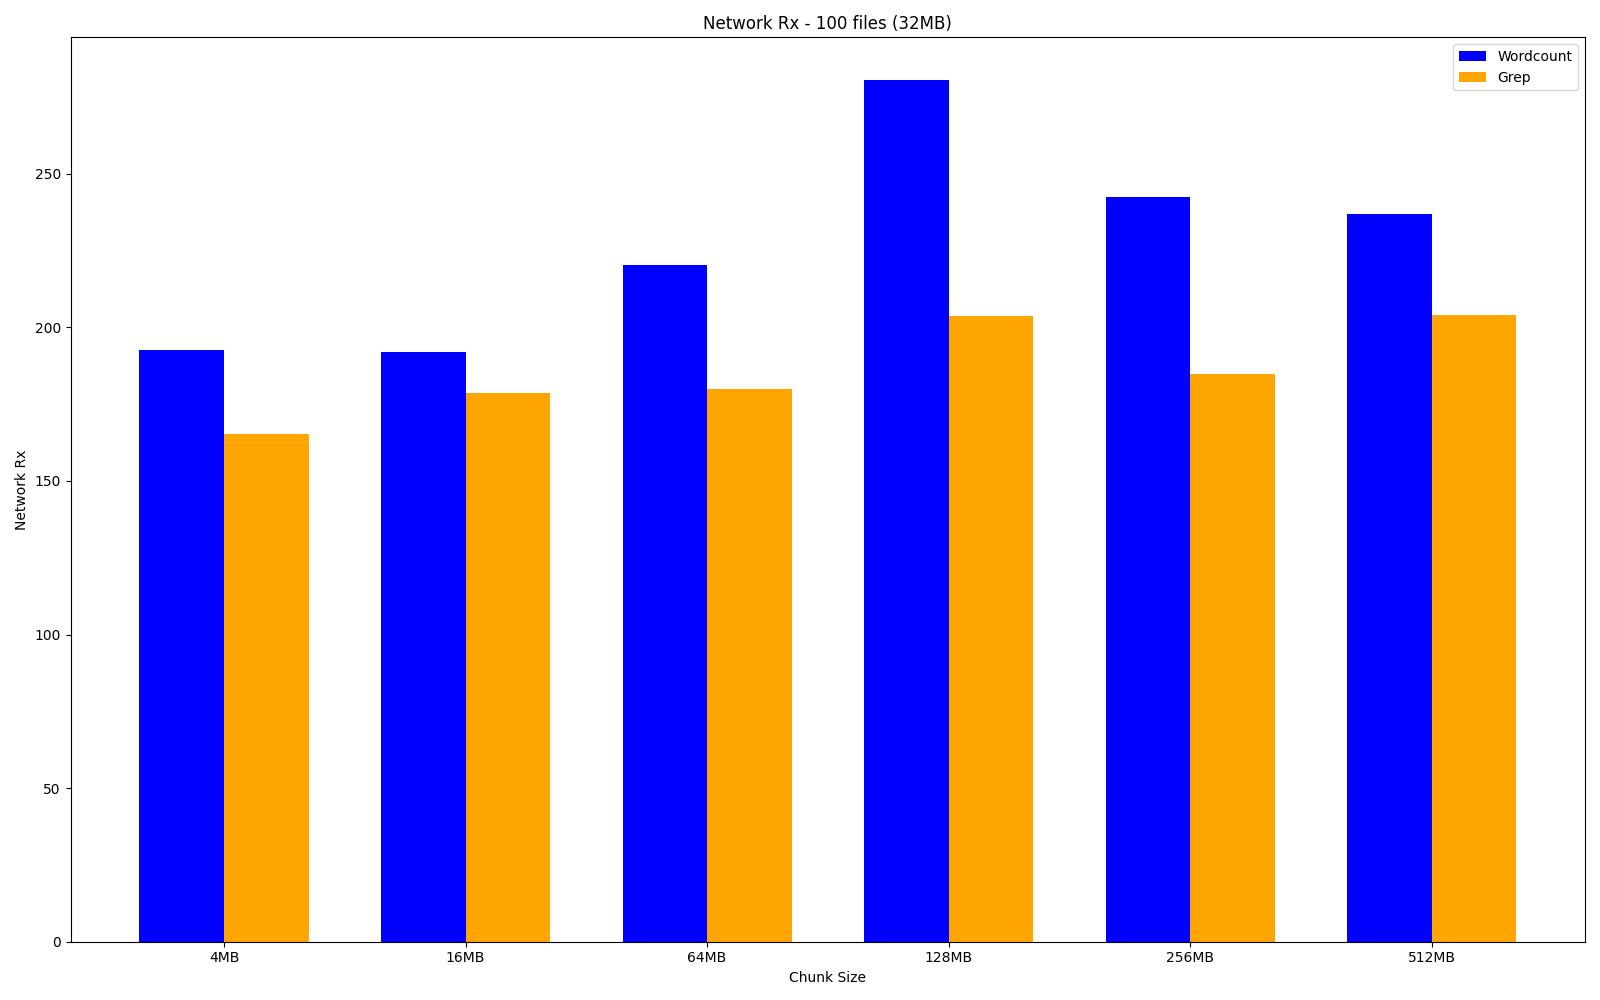 Network Rx - 100 files (32MB)
Wordcount
Grep
250
200
150
100
50
0
Network Rx
4MB 16MB 64MB 128MB 256MB 512MB
Chunk Size